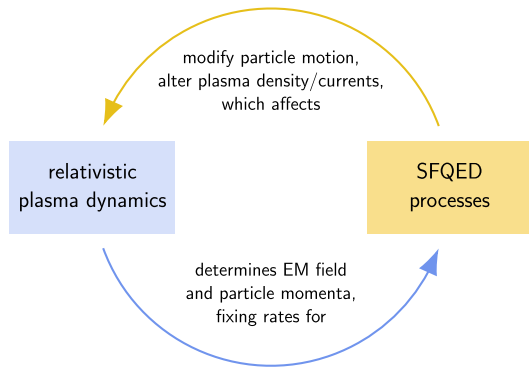 modify particle motion,
alter plasma density/currents,
which affects
relativistic
plasma dynamics
SFQED
processes
determines EM field
and particle momenta,
fixing rates for